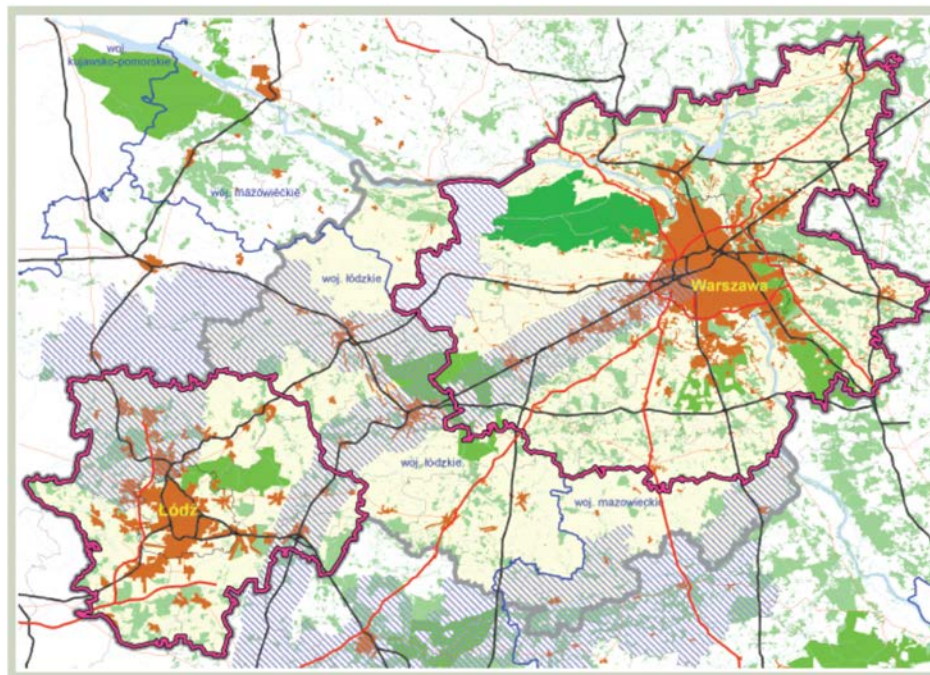 woj.
kujawsko-pomorskie
woj. mazowieckie
woj. łódzkie
Warszawa
woj. łódzkie
woj. mazowieckie
Łódź